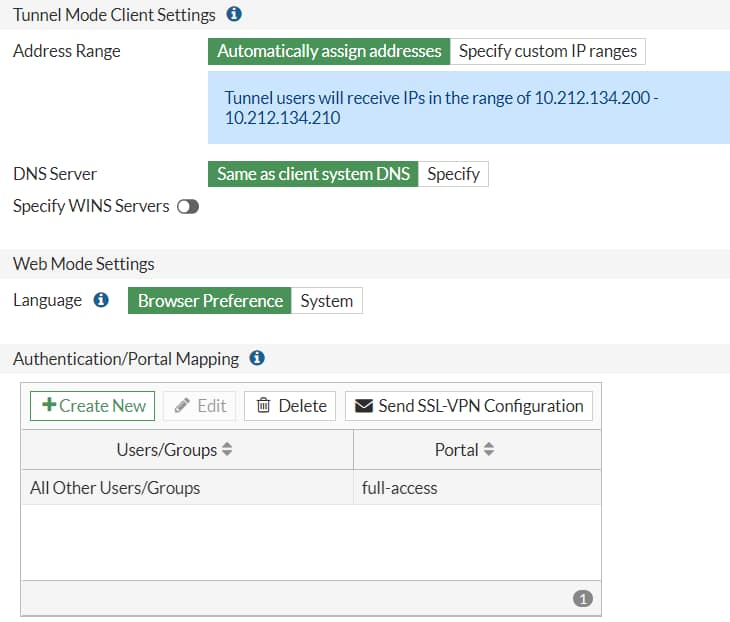 Tunnel Mode Client Settings
Address Range
Automatically assign addresses
Specify custom IP ranges
Tunnel users will receive IPs in the range of 10.212.134.200 -
10.212.134.210
DNS Server
Same as client system DNS
Specify
Specify WINS Servers
Web Mode Settings
Language
Browser Preference
System
Authentication/Portal Mapping
Create New
Edit
Delete
Send SSL-VPN Configuration
Users/Groups
Portal
All Other Users/Groups
full-access
1